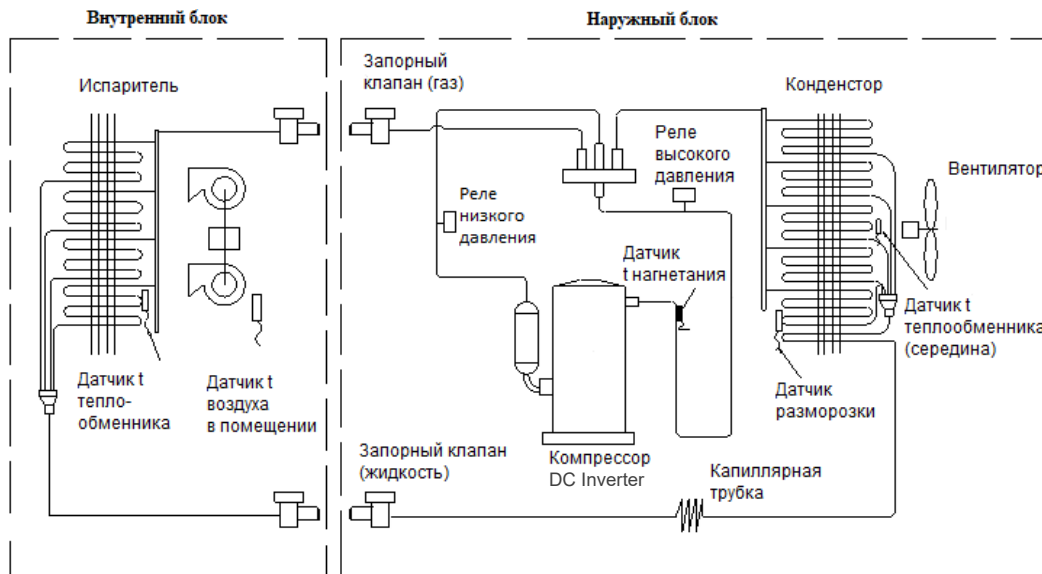 Внутренний блок
Наружный блок
Испаритель
Запорный
клапан (газ)
Конденстор
Реле
высокого
давления
Вентилятор
Реле
низкого
давления
Датчик
t нагнетания
Датчик t
теплообменника
(середина)
Датчик t
тепло-
обменника
Датчик t
воздуха
в помещении
Датчик
разморозки
Запорный клапан
(жидкость)
Компрессор
DC Inverter
Капиллярная
трубка